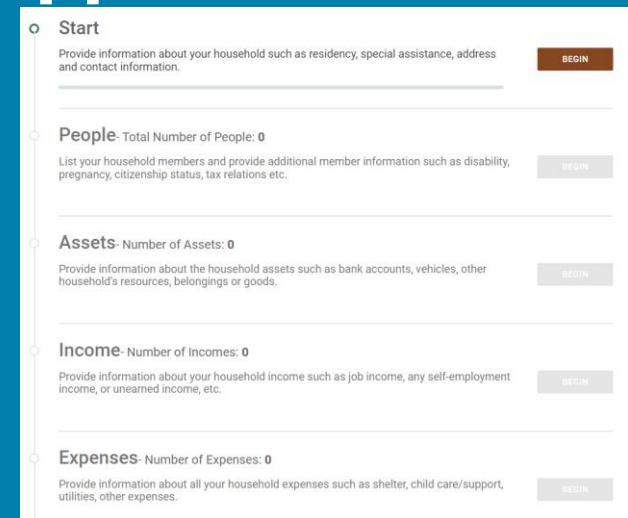 Start
Provide information about your household such as residency, special assistance, address
and contact information.
BEGIN
People- Total Number of People: 0
List your household members and provide additional member information such as disability,
pregnancy, citizenship status, tax relations etc.
BEGIN
Assets- Number of Assets: 0
Provide information about the household assets such as bank accounts, vehicles, other
household's resources, belongings or goods.
BEGIN
Income- Number of Incomes: 0
Provide information about your household income such as job income, any self-employment
income, or unearned income, etc.
BEGIN
Expenses- Number of Expenses: 0
Provide information about all your household expenses such as shelter, child care/support,
utilities, other expenses.
BEGIN